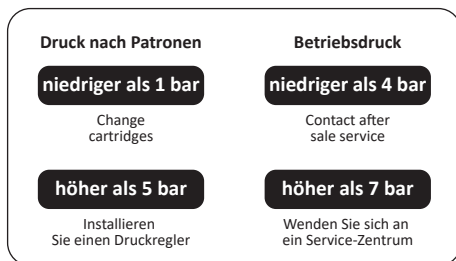 Druck nach Patronen
niedriger als 1 bar
Change
cartridges
höher als 5 bar
Installieren
Sie einen Druckregler
Betriebsdruck
niedriger als 4 bar
Contact after
sale service
höher als 7 bar
Wenden Sie sich an
ein Service-Zentrum